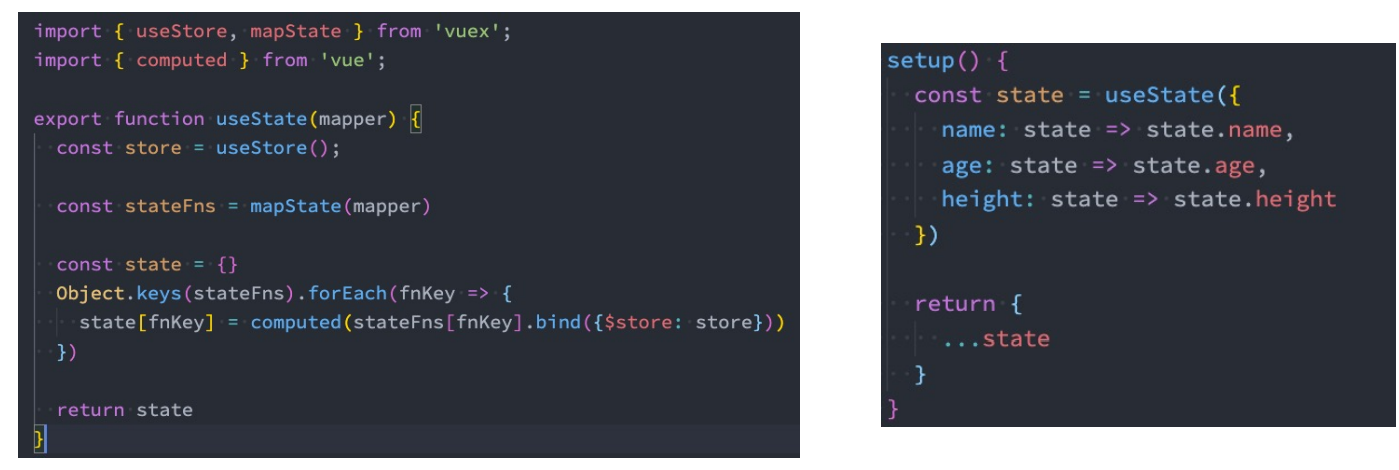 import { useStore, mapState } from 'vuex';
import { computed } from 'vue';
export function useState(mapper) {
const store = useStore();
const stateFns = mapState(mapper)
const state = {}
Object.keys(stateFns).forEach(fnKey => {
state[fnKey] = computed(stateFns[fnKey].bind({$store: store}))
})
return state
}
setup() {
const state = useState({
name: state => state.name,
age: state => state.age,
height: state => state.height
})
return {
...state
}
}